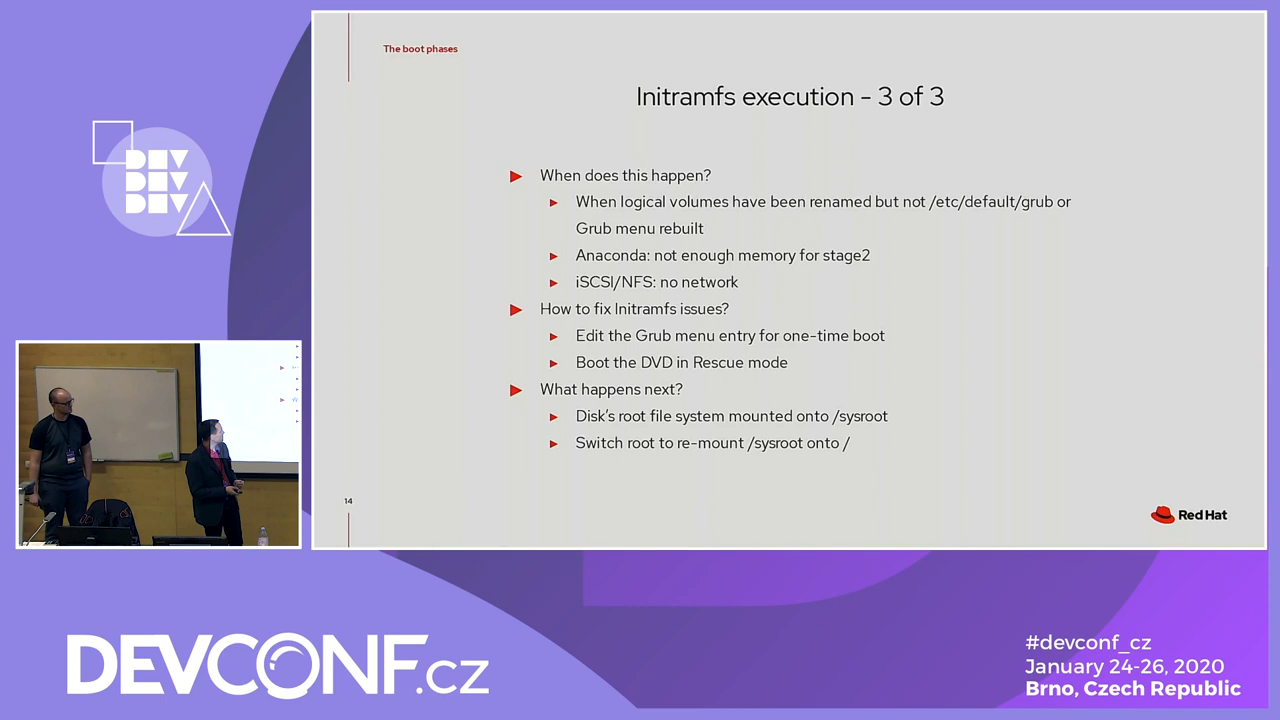 The boot phases
Initramfs execution - 3 of 3
When does this happen?
When logical volumes have been renamed but not /etc/default/grub or
Grub menu rebuilt
Anaconda: not enough memory for stage2
iSCSI/NFS: no network
How to fix Initramfs issues?
Edit the Grub menu entry for one-time boot
Boot the DVD in Rescue mode
What happens next?
Disk’s root file system mounted onto /sysroot
Switch root to re-mount /sysroot onto /
14
Red Hat
DEV
DEV
DEV
DEVCONF.cz
#devconf_cz
January 24-26, 2020
Brno, Czech Republic